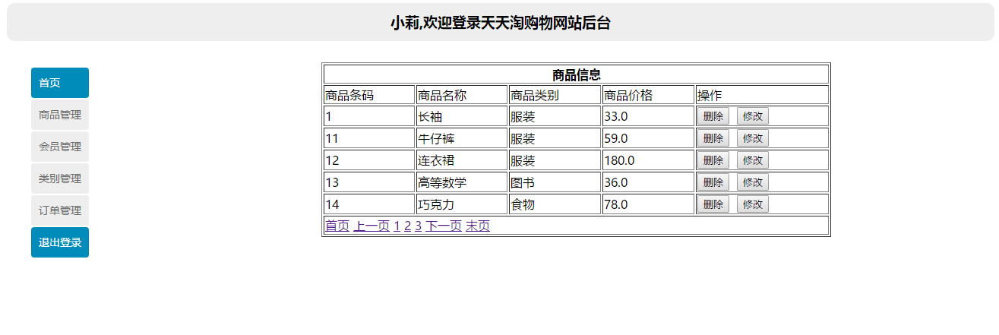 小莉,欢迎登录天天淘购物网站后台
首页
商品管理
会员管理
类别管理
订单管理
退出登录
商品信息
商品条码 商品名称 商品类别 商品价格 操作
1 长袖 服装 33.0 删除 修改
11 牛仔裤 服装 59.0 删除 修改
12 连衣裙 服装 180.0 删除 修改
13 高等数学 图书 36.0 删除 修改
14 巧克力 食物 78.0 删除 修改
首页 上一页 1 2 3 下一页 末页